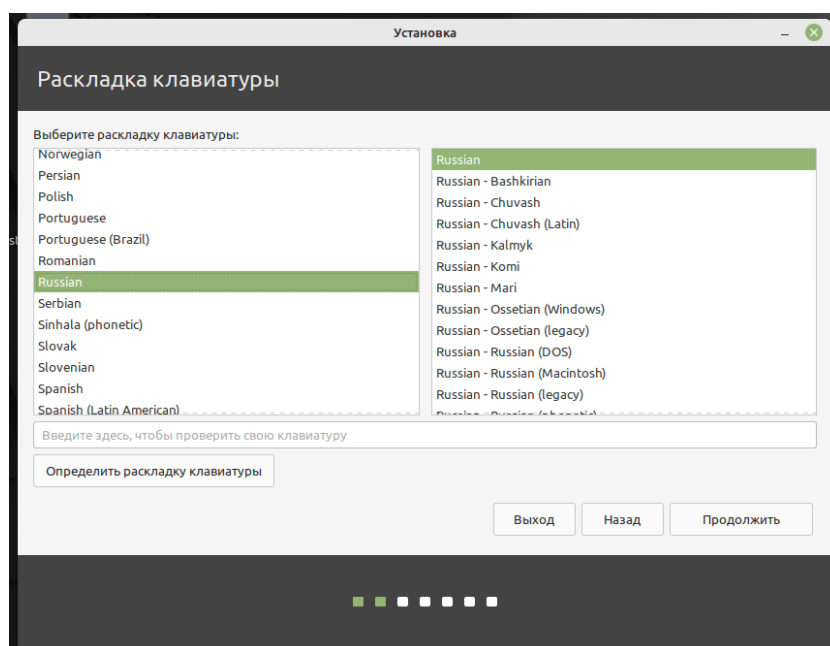 Установка
Раскладка клавиатуры
Выберите раскладку клавиатуры:
Norwegian
Persian
Polish
Portuguese
Portuguese (Brazil)
Romanian
Russian
Serbian
Sinhala (phonetic)
Slovak
Slovenian
Spanish
Spanish (Latin American)
Russian
Russian - Bashkirian
Russian - Chuvash
Russian - Chuvash (Latin)
Russian - Kalmyk
Russian - Komi
Russian - Mari
Russian - Ossetian (Windows)
Russian - Ossetian (legacy)
Russian - Russian (DOS)
Russian - Russian (Macintosh)
Russian - Russian (legacy)
Russian - Russian (phonetic)
Введите здесь, чтобы проверить свою клавиатуру
Определить раскладку клавиатуры
Выход
Назад
Продолжить